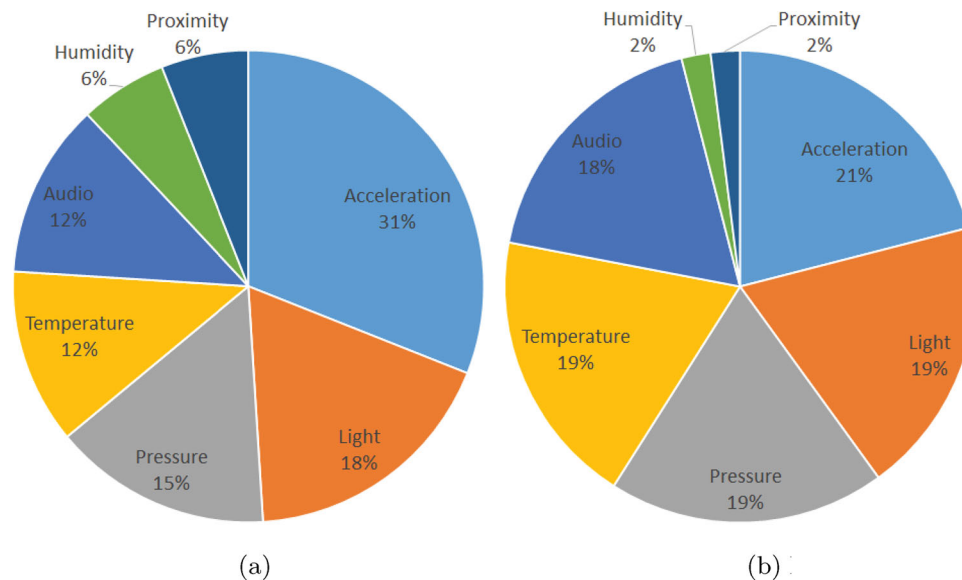 Proximity
6%
Humidity
6%
Acceleration
31%
Audio
12%
Temperature
12%
Pressure
15%
Light
18%
(a)
Humidity
2%
Proximity
2%
Audio
18%
Acceleration
21%
Temperature
19%
Light
19%
Pressure
19%
(b)